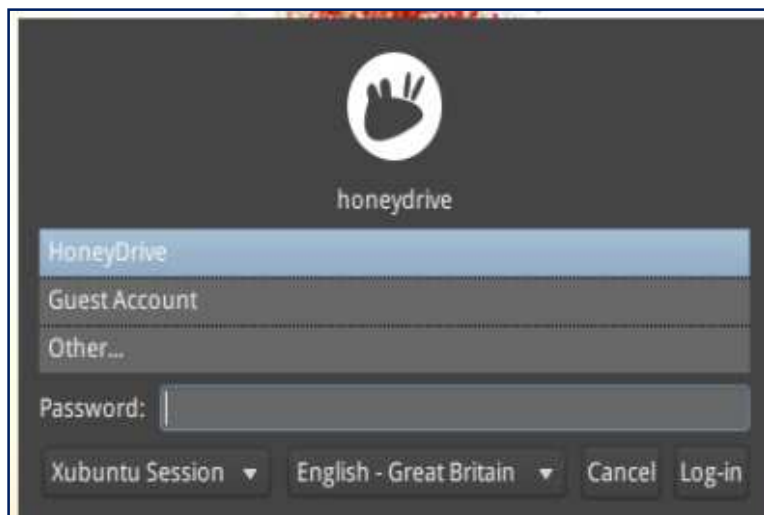 honeydrive
HoneyDrive
Guest Account
Other...
Password:
Xubuntu Session English - Great Britain Cancel Log-in